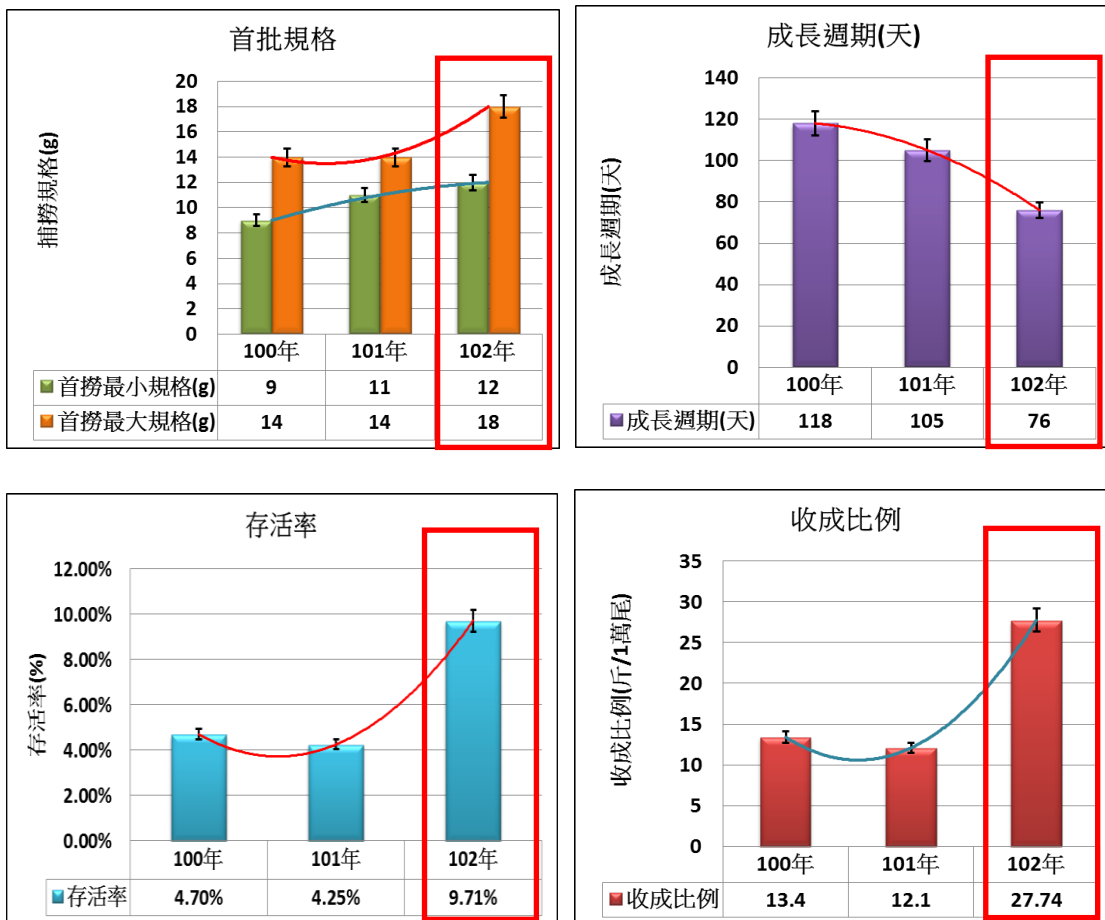 首批規格
捕撈規格(g)
20
18
16
14
12
10
8
6
4
2
0
100年 101年 102年
首撈最小規格(g) 9 11 12
首撈最大規格(g) 14 14 18
成長週期(天)
成長週期(天)
140
120
100
80
60
40
20
0
100年 101年 102年
成長週期(天) 118 105 76
存活率
存活率(%)
12.00%
10.00%
8.00%
6.00%
4.00%
2.00%
0.00%
100年 101年 102年
存活率 4.70% 4.25% 9.71%
收成比例
收成比例(斤/1萬尾)
35
30
25
20
15
10
5
0
100年 101年 102年
收成比例 13.4 12.1 27.74